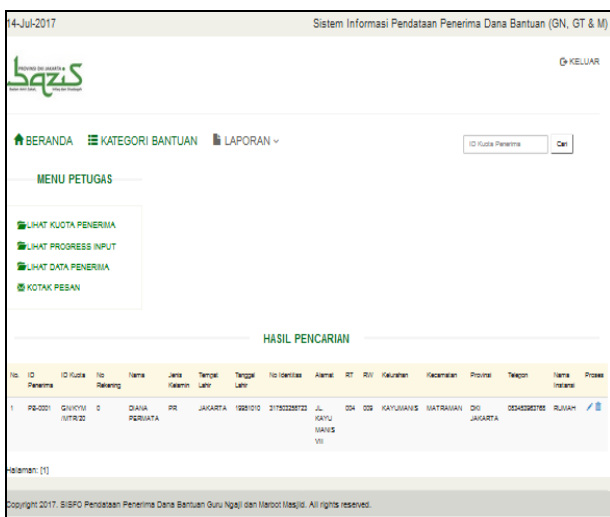 14-Jul-2017 Sistem Informasi Pendataan Penerima Dana Bantuan (GN, GT & M)
PROVINSI DKI JAKARTA
bazis
KELUAR
BERANDA KATEGORI BANTUAN LAPORAN ID Kuota Penerima Cari
MENU PETUGAS
LIHAT KUOTA PENERIMA
LIHAT PROGRESS INPUT
LIHAT DATA PENERIMA
KOTAK PESAN
HASIL PENCARIAN
No. ID Penerima ID Kuota No Rekening Nama Jenis Kelamin Tempat Lahir Tanggal Lahir No Identitas Alamat RT RW Kelurahan Kecamatan Provinsi Telepon Nama Instansi Proses
1 PB-0001 GN/KYM/MTR/20 0 DIANA PERMATA PR JAKARTA JL. KAYU MANIS VIII 004 009 KAYUMANIS MATRAMAN DKI JAKARTA RUMAH
Halaman: [1]
Copyright 2017. SISFO Pendataan Penerima Dana Bantuan Guru Ngaji dan Marbot Masjid. All rights reserved.